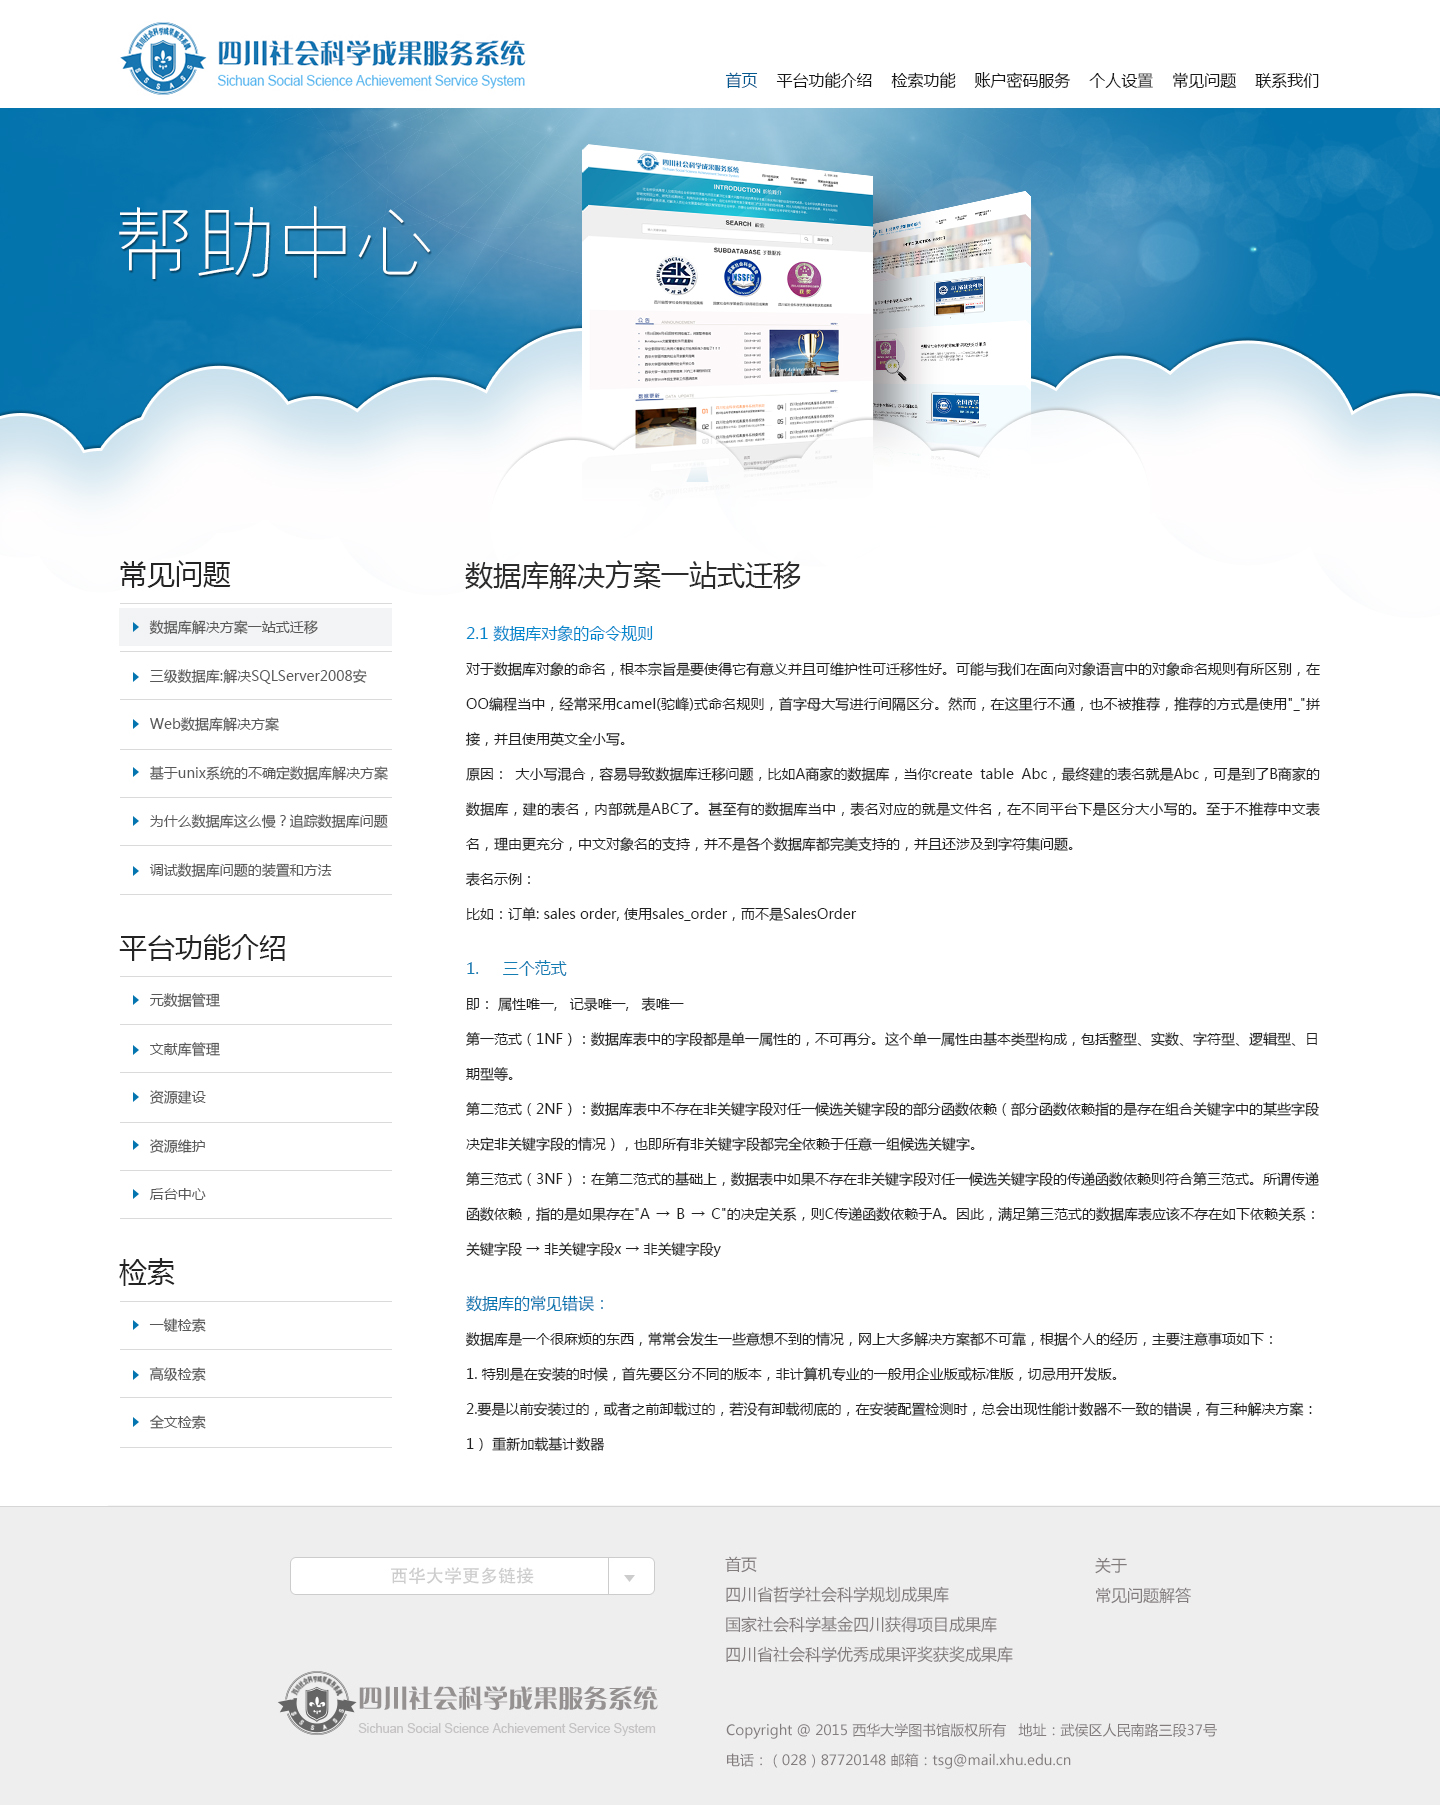 四川社会科学成果服务系统
Sichuan Social Science Achievement Service System
首页 平台功能介绍 检索功能 账户密码服务 个人设置 常见问题 联系我们
帮助中心
四川社会科学成果服务系统
INTRODUCTION
SEARCH
SUBDATABASE 子数据库
SK
NSSFC
公告
数据更新 DATA UPDATE
01
02
03
04
05
06
常见问题
数据库解决方案一站式迁移
三级数据库:解决SQLServer2008安
Web数据库解决方案
基于unix系统的不确定数据库解决方案
为什么数据库这么慢？追踪数据库问题
调试数据库问题的装置和方法
平台功能介绍
元数据管理
文献库管理
资源建设
资源维护
后台中心
检索
一键检索
高级检索
全文检索
数据库解决方案一站式迁移
2.1 数据库对象的命令规则
对于数据库对象的命名，根本宗旨是要使得它有意义并且可维护性可迁移性好。可能与我们在面向对象语言中的对象命名规则有所区别，在
OO编程当中，经常采用camel(驼峰)式命名规则，首字母大写进行间隔区分。然而，在这里行不通，也不被推荐，推荐的方式是使用"_"拼
接，并且使用英文全小写。
原因： 大小写混合，容易导致数据库迁移问题，比如A商家的数据库，当你create table Abc，最终建的表名就是Abc，可是到了B商家的
数据库，建的表名，内部就是ABC了。甚至有的数据库当中，表名对应的就是文件名，在不同平台下是区分大小写的。至于不推荐中文表
名，理由更充分，中文对象名的支持，并不是各个数据库都完美支持的，并且还涉及到字符集问题。
表名示例：
比如：订单: sales order, 使用sales_order，而不是SalesOrder
1. 三个范式
即： 属性唯一, 记录唯一, 表唯一
第一范式（1NF）：数据库表中的字段都是单一属性的，不可再分。这个单一属性由基本类型构成，包括整型、实数、字符型、逻辑型、日
期型等。
第二范式（2NF）：数据库表中不存在非关键字段对任一候选关键字段的部分函数依赖（部分函数依赖指的是存在组合关键字中的某些字段
决定非关键字段的情况），也即所有非关键字段都完全依赖于任意一组候选关键字。
第三范式（3NF）：在第二范式的基础上，数据表中如果不存在非关键字段对任一候选关键字段的传递函数依赖则符合第三范式。所谓传递
函数依赖，指的是如果存在"A → B → C"的决定关系，则C传递函数依赖于A。因此，满足第三范式的数据库表应该不存在如下依赖关系：
关键字段 → 非关键字段x → 非关键字段y
数据库的常见错误：
数据库是一个很麻烦的东西，常常会发生一些意想不到的情况，网上大多解决方案都不可靠，根据个人的经历，主要注意事项如下：
1. 特别是在安装的时候，首先要区分不同的版本，非计算机专业的一般用企业版或标准版，切忌用开发版。
2.要是以前安装过的，或者之前卸载过的，若没有卸载彻底的，在安装配置检测时，总会出现性能计数器不一致的错误，有三种解决方案：
1） 重新加载基计数器
西华大学更多链接
首页
四川省哲学社会科学规划成果库
国家社会科学基金四川获得项目成果库
四川省社会科学优秀成果评奖获奖成果库
关于
常见问题解答
四川社会科学成果服务系统
Sichuan Social Science Achievement Service System
Copyright @ 2015 西华大学图书馆版权所有 地址：武侯区人民南路三段37号
电话：（028）87720148 邮箱：tsg@mail.xhu.edu.cn